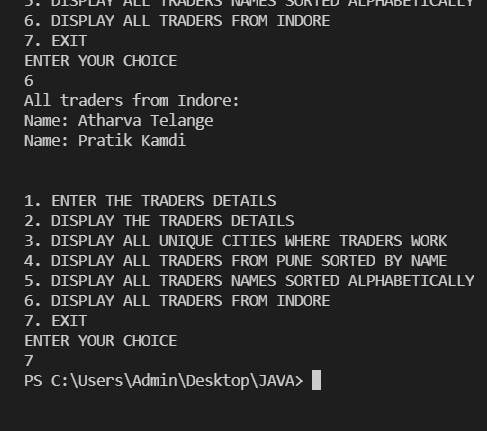 5. DISPLAY ALL TRADERS NAMES SORTED ALPHABETICALLY
6. DISPLAY ALL TRADERS FROM INDORE
7. EXIT
ENTER YOUR CHOICE
6
All traders from Indore:
Name: Atharva Telange
Name: Pratik Kamdi
1. ENTER THE TRADERS DETAILS
2. DISPLAY THE TRADERS DETAILS
3. DISPLAY ALL UNIQUE CITIES WHERE TRADERS WORK
4. DISPLAY ALL TRADERS FROM PUNE SORTED BY NAME
5. DISPLAY ALL TRADERS NAMES SORTED ALPHABETICALLY
6. DISPLAY ALL TRADERS FROM INDORE
7. EXIT
ENTER YOUR CHOICE
7
PS C:\Users\Admin\Desktop\JAVA>